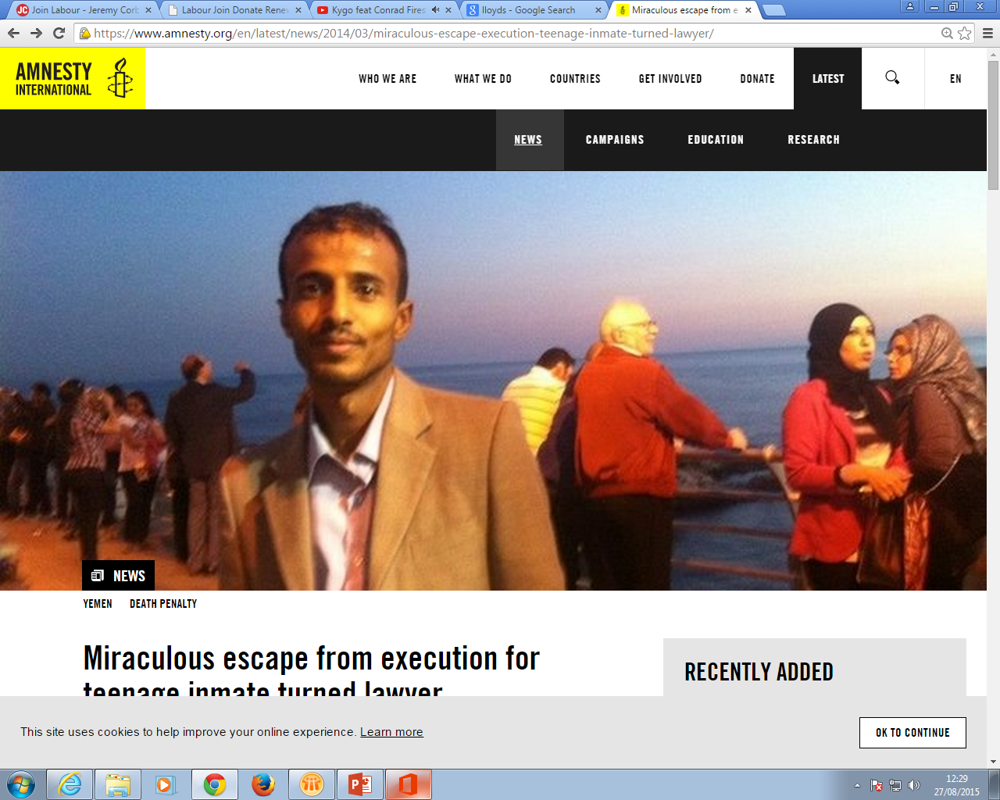 Join Labour - Jeremy Corb
Labour Join Donate Renew
Kygo feat Conrad Fires
lloyds - Google Search
Miraculous escape from e
https://www.amnesty.org/en/latest/news/2014/03/miraculous-escape-execution-teenage-inmate-turned-lawyer/
AMNESTY
INTERNATIONAL
WHO WE ARE
WHAT WE DO
COUNTRIES
GET INVOLVED
DONATE
LATEST
EN
NEWS
CAMPAIGNS
EDUCATION
RESEARCH
NEWS
YEMEN
DEATH PENALTY
Miraculous escape from execution for
teenage inmate turned lawyer
RECENTLY ADDED
This site uses cookies to help improve your online experience. Learn more
OK TO CONTINUE
12:29
27/08/2015